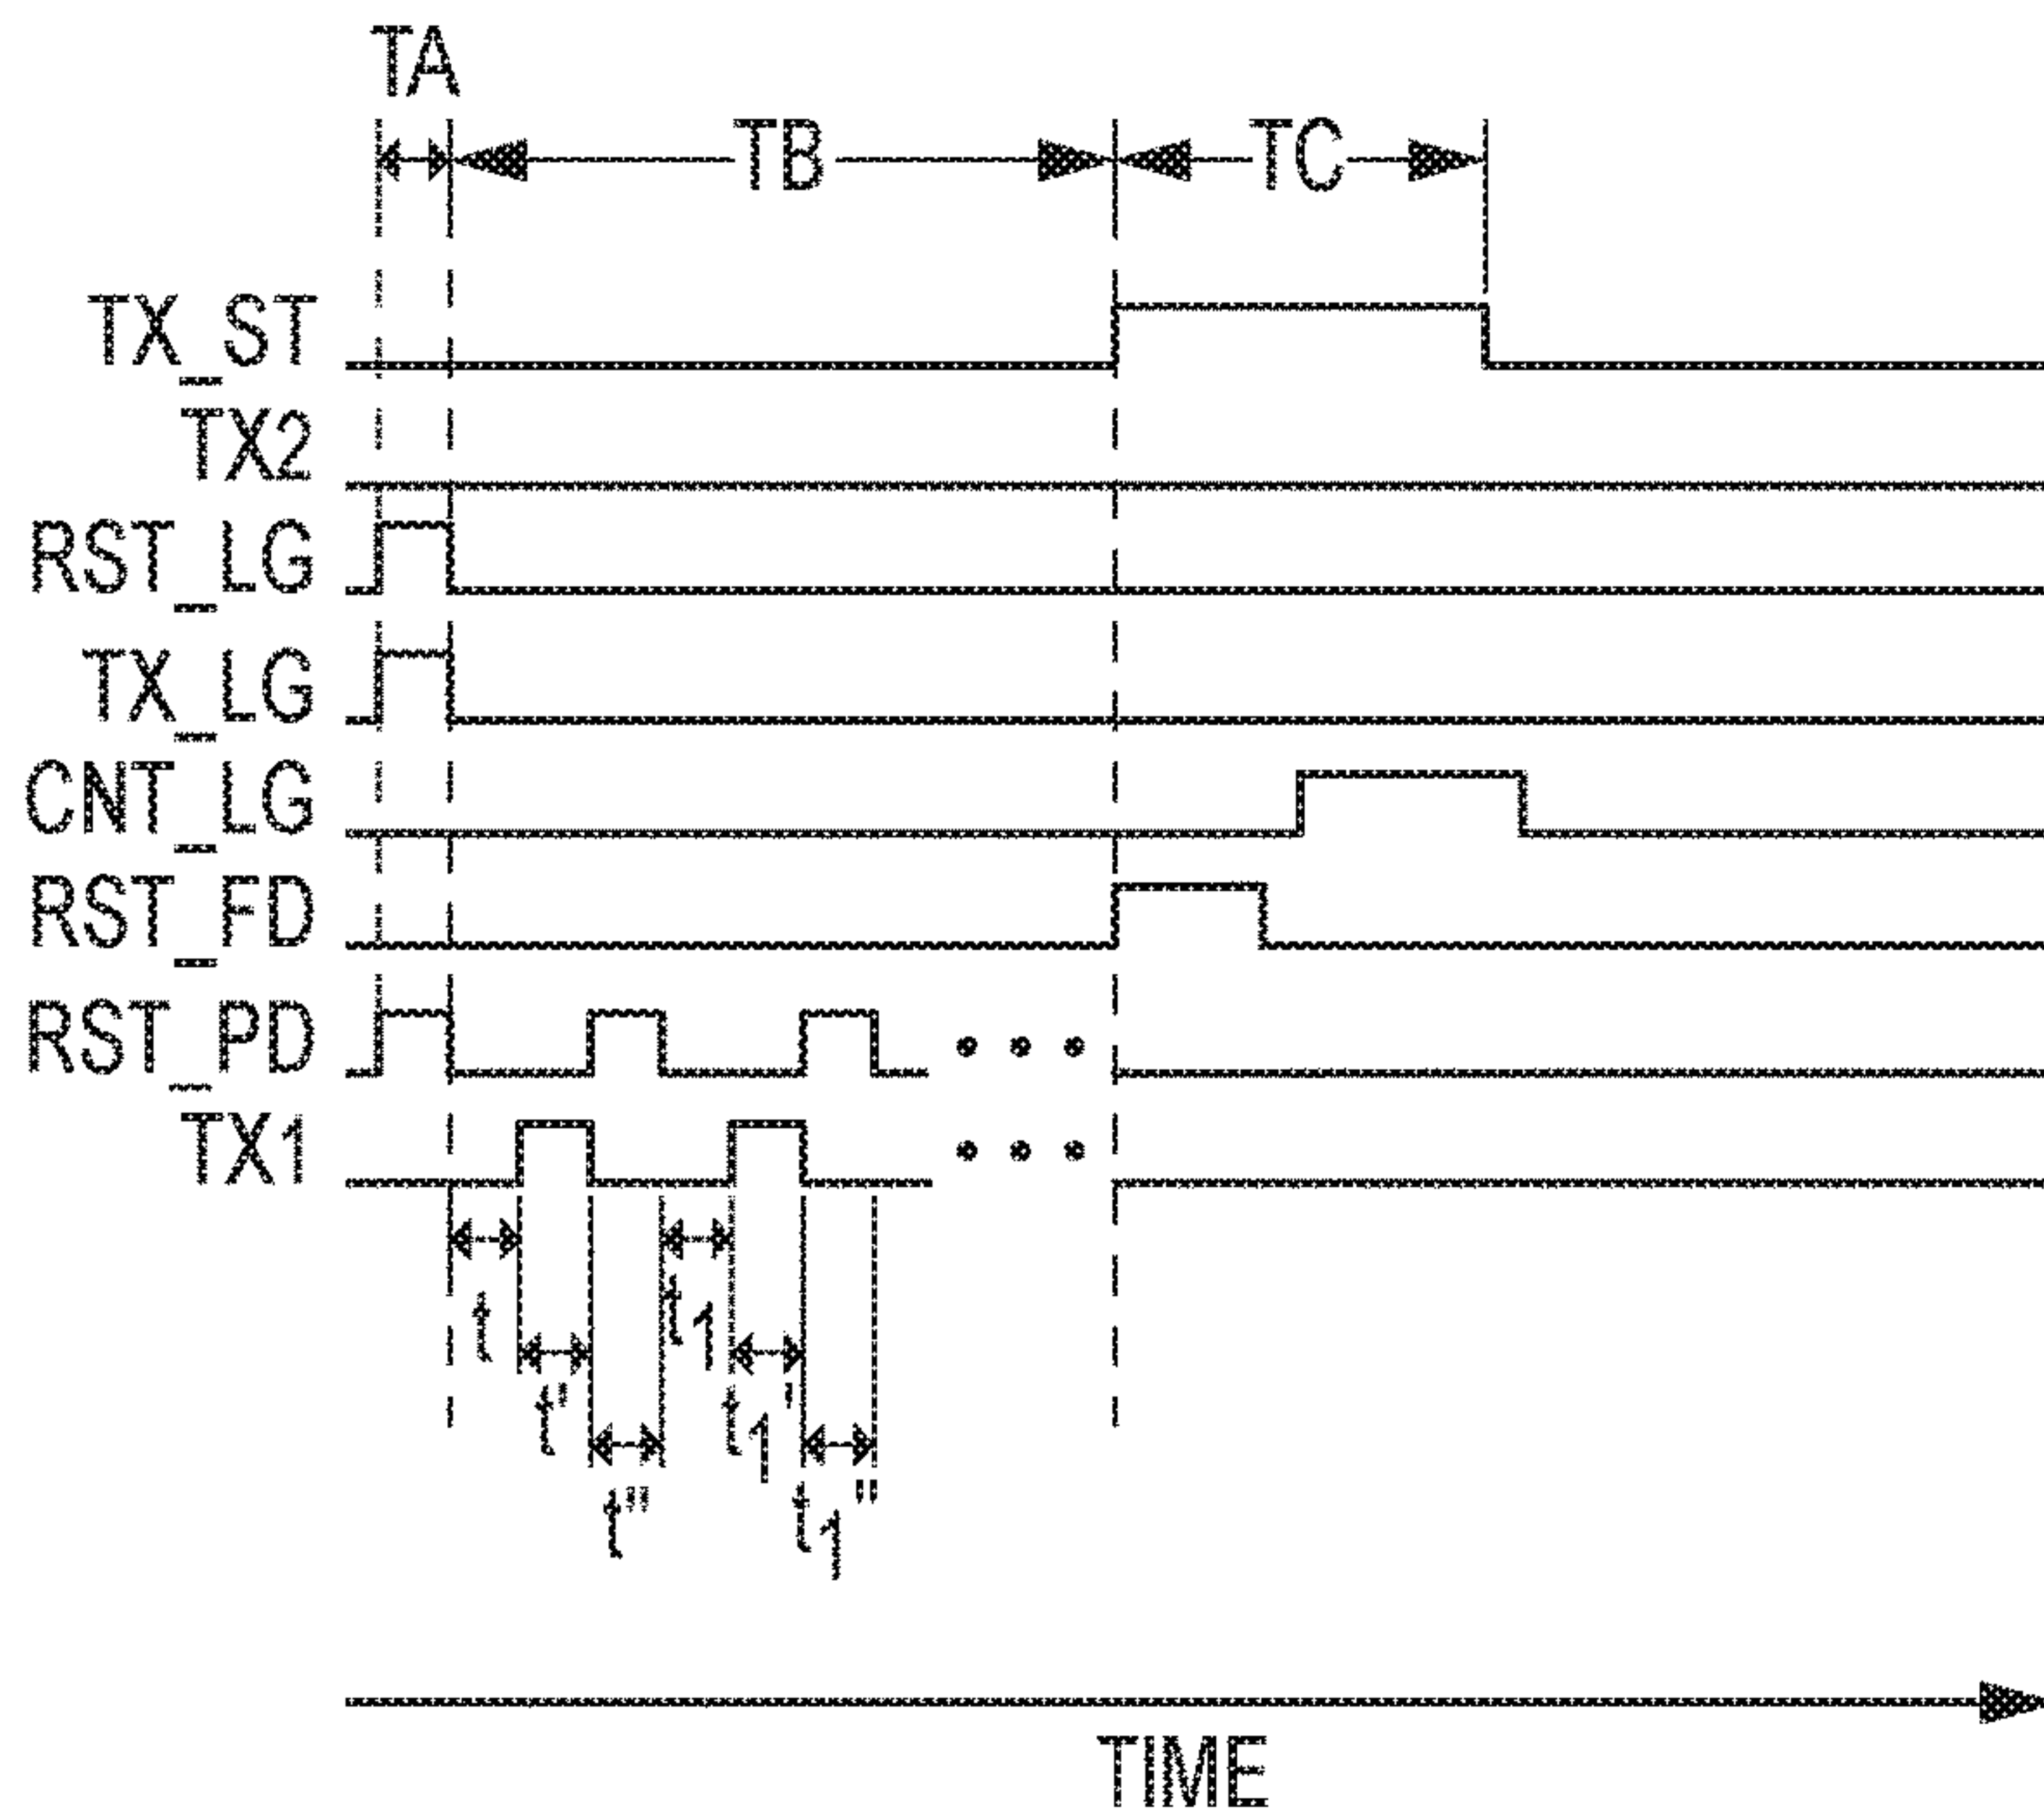 TA
TB
TC
TX_ST
TX2
RST_LG
TX_LG
CNT_LG
RST_FD
RST_PD
TX1
t
t1
t'
t1'
t"
t1"
TIME